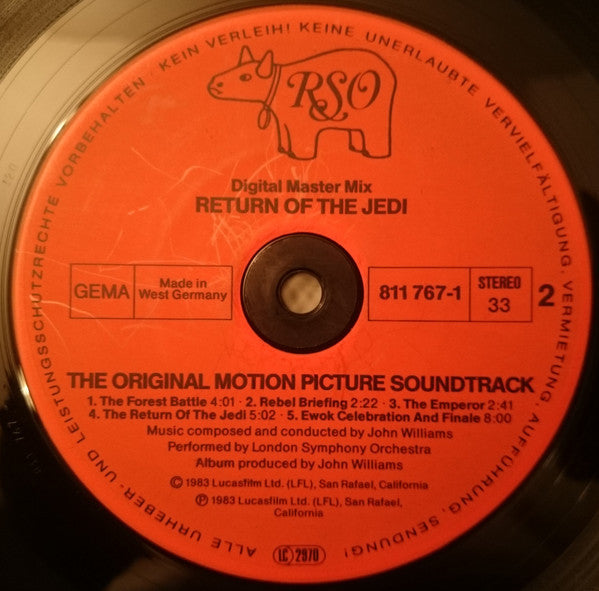 ALLE URHEBER- UND LEISTUNGSSCHUTZRECHTE VORBEHALTEN · KEIN VERLEIH! KEINE UNERLAUBTE VERVIELFÄLTIGUNG, VERMIETUNG, AUFFÜHRUNG, SENDUNG!
RSO
Digital Master Mix
RETURN OF THE JEDI
GEMA
Made in
West Germany
811 767-1
STEREO
33
2
THE ORIGINAL MOTION PICTURE SOUNDTRACK
1. The Forest Battle 4:01 · 2. Rebel Briefing 2:22 · 3. The Emperor 2:41
4. The Return Of The Jedi 5:02 · 5. Ewok Celebration And Finale 8:00
Music composed and conducted by John Williams
Performed by London Symphony Orchestra
Album produced by John Williams
© 1983 Lucasfilm Ltd. (LFL), San Rafael, California
℗ 1983 Lucasfilm Ltd. (LFL), San Rafael,
California
LC 2970